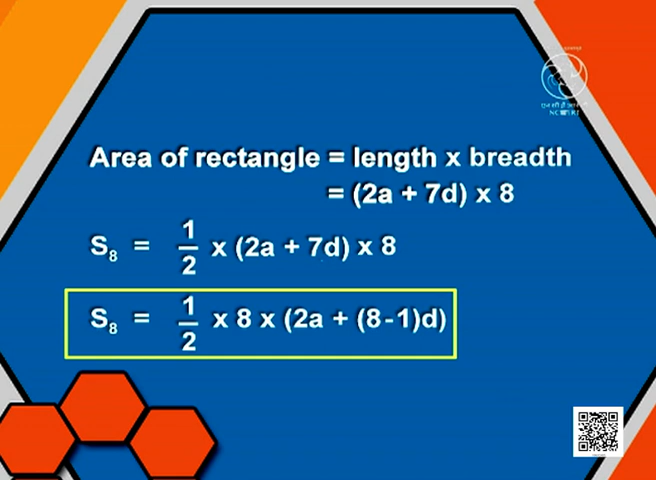 Area of rectangle = length x breadth
= (2a + 7d) x 8
S₈ = 1/2 x (2a + 7d) x 8
S₈ = 1/2 x 8 x (2a + (8-1)d)